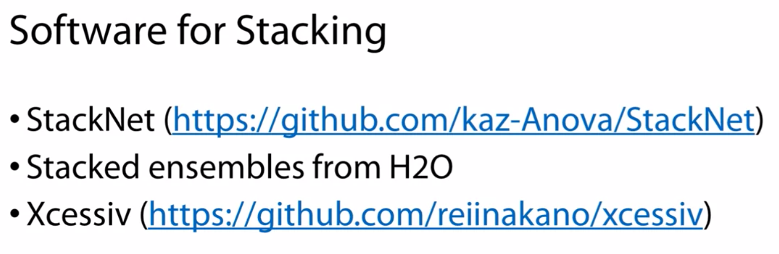 Software for Stacking
• StackNet (https://github.com/kaz-Anova/StackNet)
• Stacked ensembles from H2O
• Xcessiv (https://github.com/reiinakano/xcessiv)